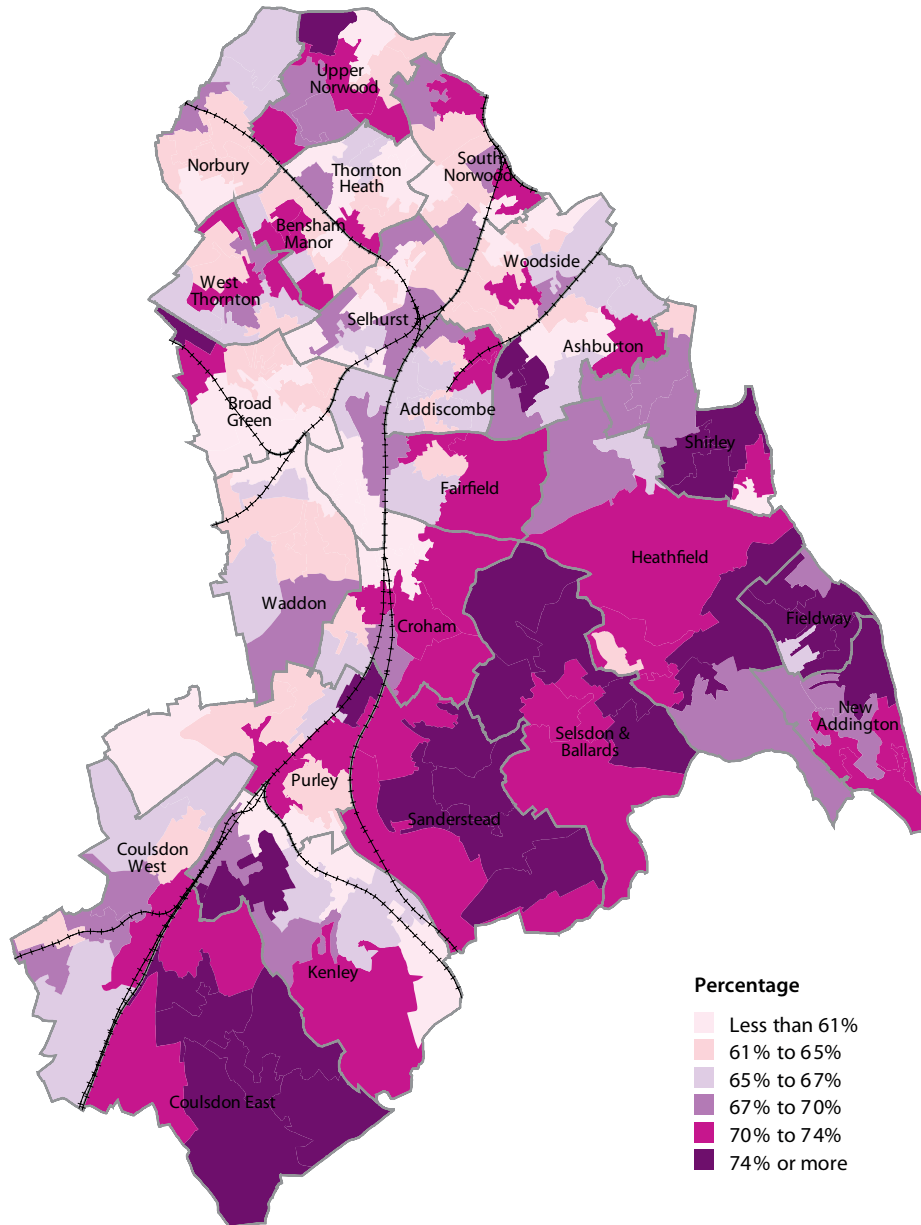 Upper
Norwood
Norbury
Thornton
Heath
South
Norwood
Bensham
Manor
West
Thornton
Woodside
Selhurst
Ashburton
Broad
Green
Addiscombe
Shirley
Fairfield
Heathfield
Waddon
Croham
Fieldway
New
Addington
Selsdon &
Ballards
Purley
Sanderstead
Coulsdon
West
Kenley
Coulsdon East
Percentage
Less than 61%
61% to 65%
65% to 67%
67% to 70%
70% to 74%
74% or more